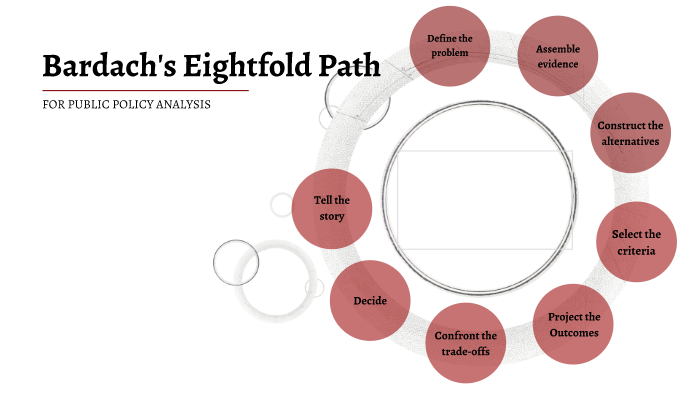 Bardach's Eightfold Path
FOR PUBLIC POLICY ANALYSIS
Define the
problem
Assemble
evidence
Construct the
alternatives
Select the
criteria
Project the
Outcomes
Confront the
trade-offs
Decide
Tell the
story